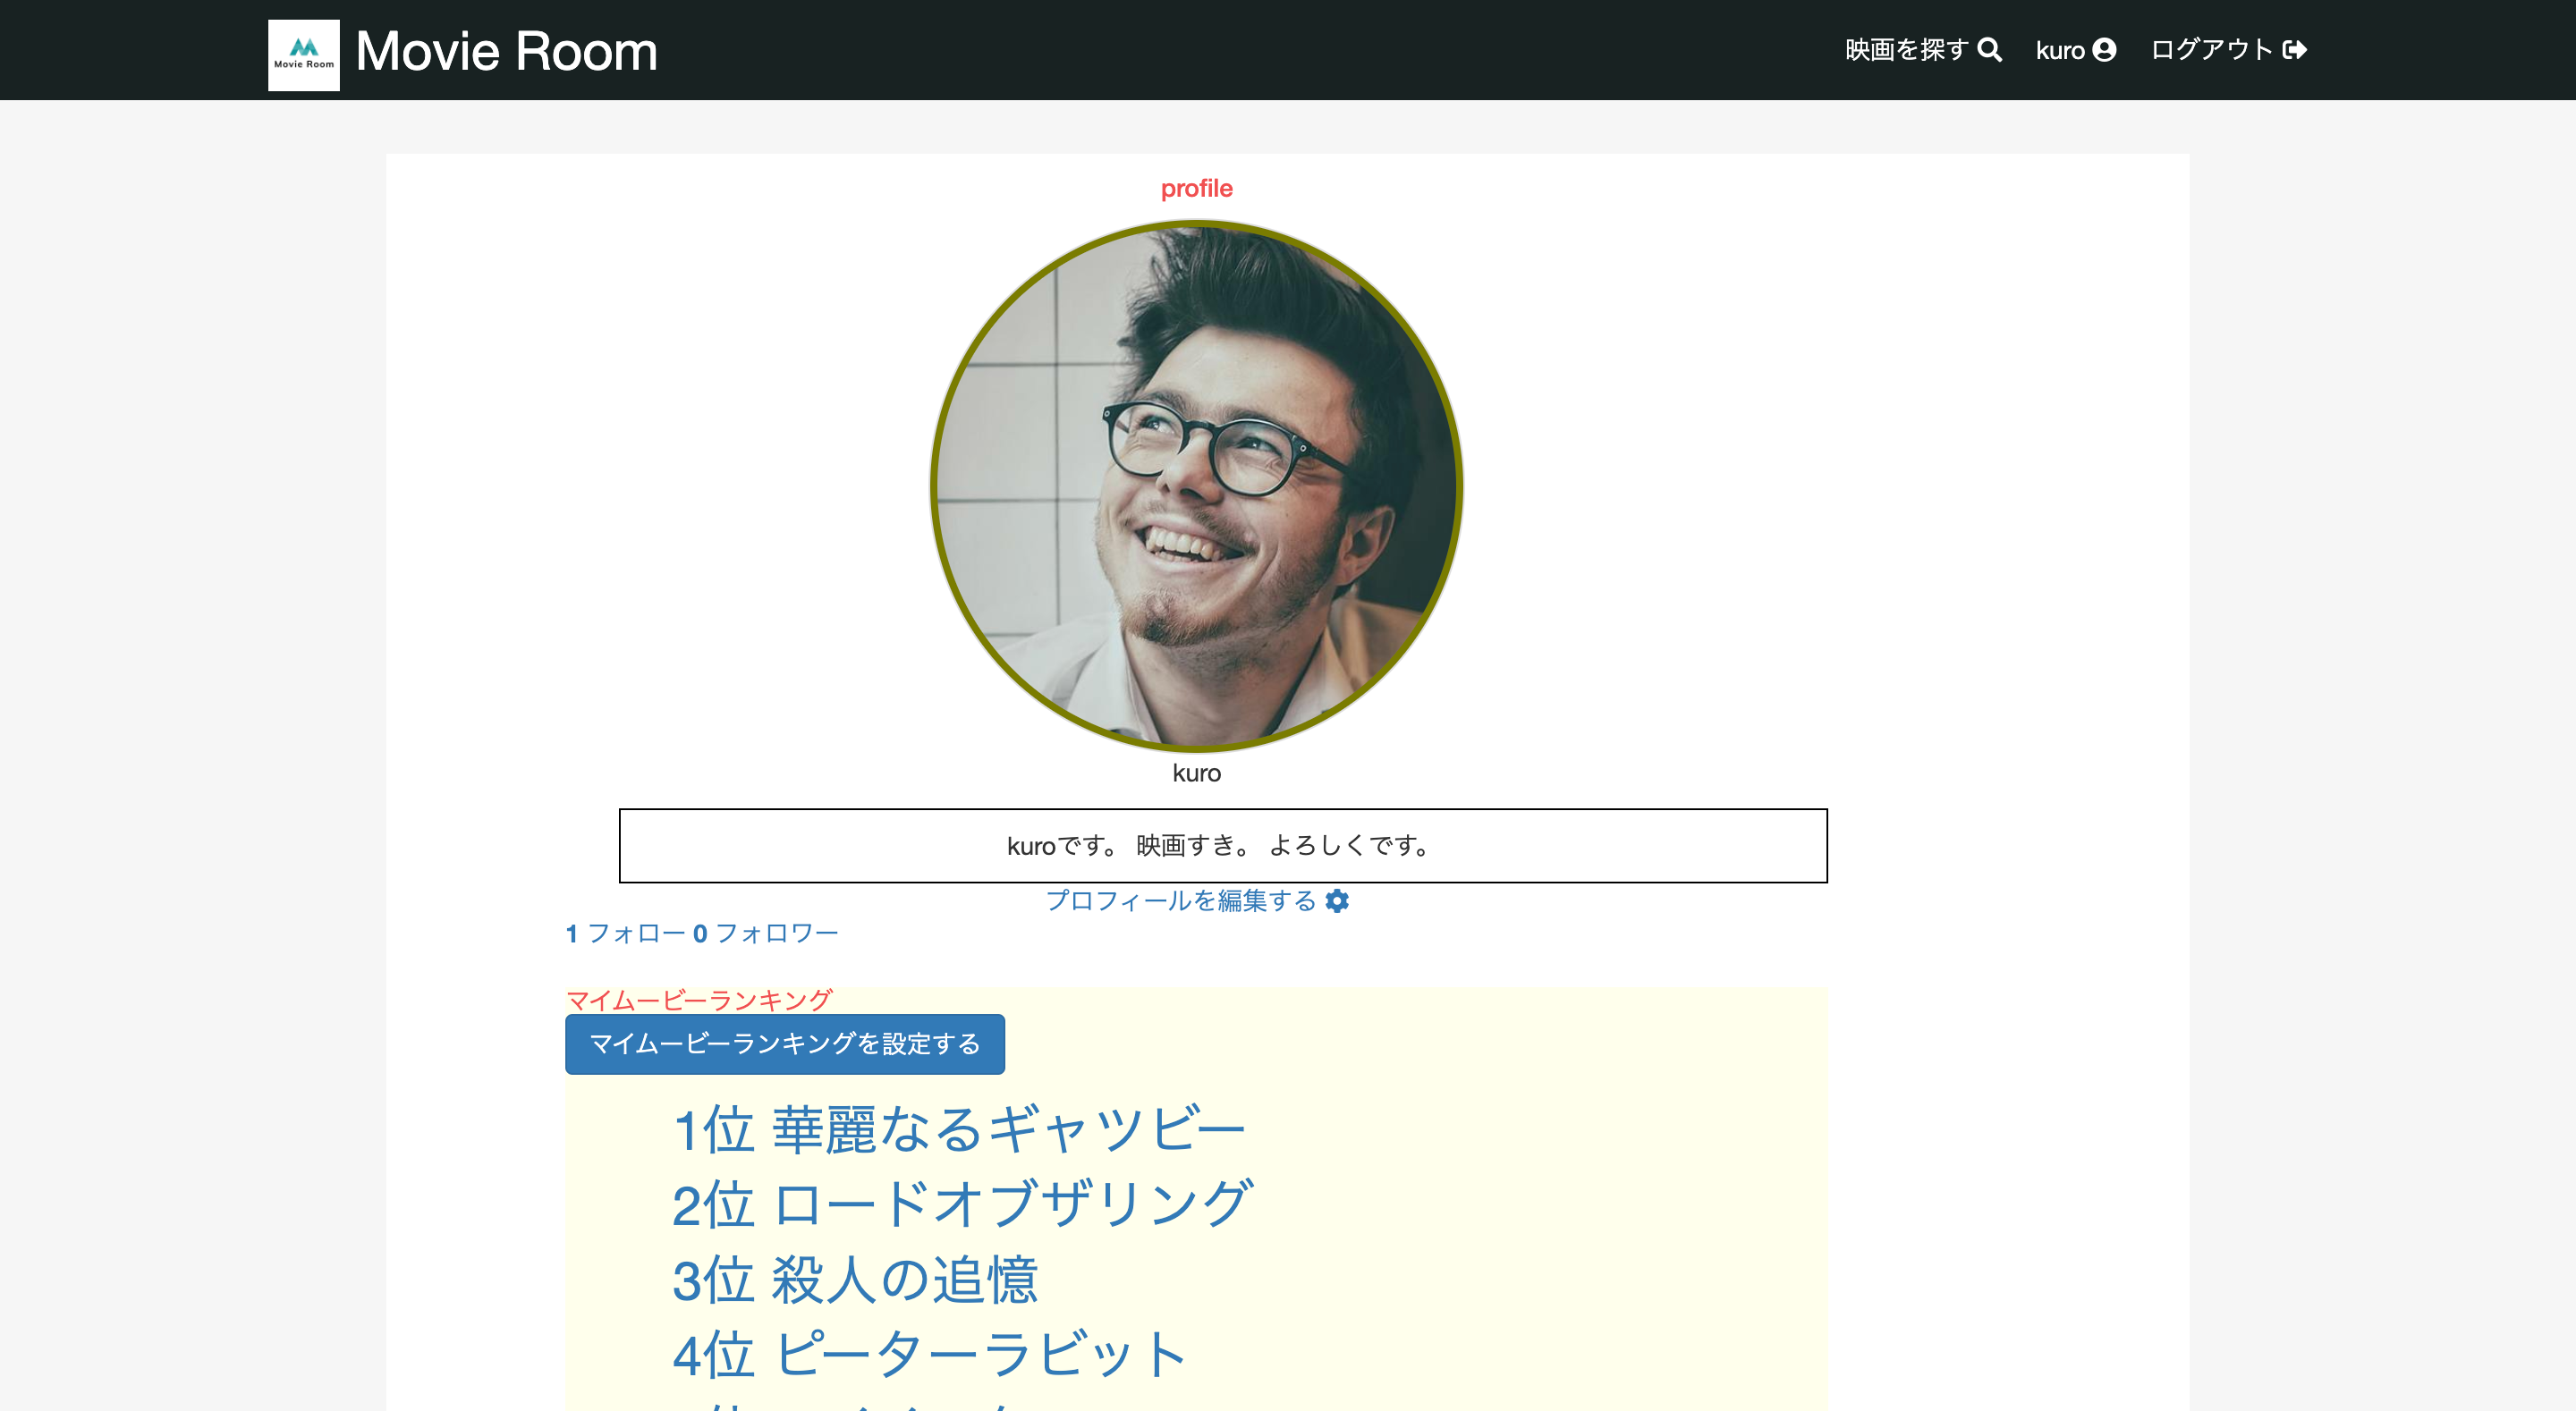 Movie Room
Movie Room
映画を探す kuro ログアウト
profile
kuro
kuroです。 映画すき。 よろしくです。
プロフィールを編集する
1 フォロー 0 フォロワー
マイムービーランキング
マイムービーランキングを設定する
1位 華麗なるギャツビー
2位 ロードオブザリング
3位 殺人の追憶
4位 ピーターラビット